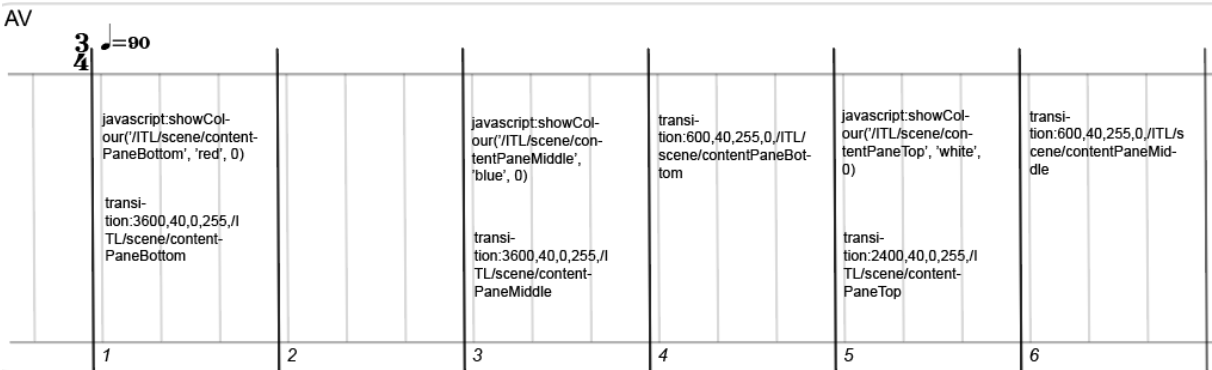 AV
3
4
♩=90
javascript:showCol-
our('/ITL/scene/content-
PaneBottom', 'red', 0)
transi-
tion:3600,40,0,255,/I
TL/scene/content-
PaneBottom
javascript:showCol-
our('/ITL/scene/con-
tentPaneMiddle',
'blue', 0)
transi-
tion:3600,40,0,255,/I
TL/scene/content-
PaneMiddle
transi-
tion:600,40,255,0,/ITL/
scene/contentPaneBot-
tom
javascript:showCol-
our('/ITL/scene/con-
tentPaneTop', 'white',
0)
transi-
tion:2400,40,0,255,/I
TL/scene/content-
PaneTop
transi-
tion:600,40,255,0,/ITL/s
cene/contentPaneMid-
dle
1
2
3
4
5
6